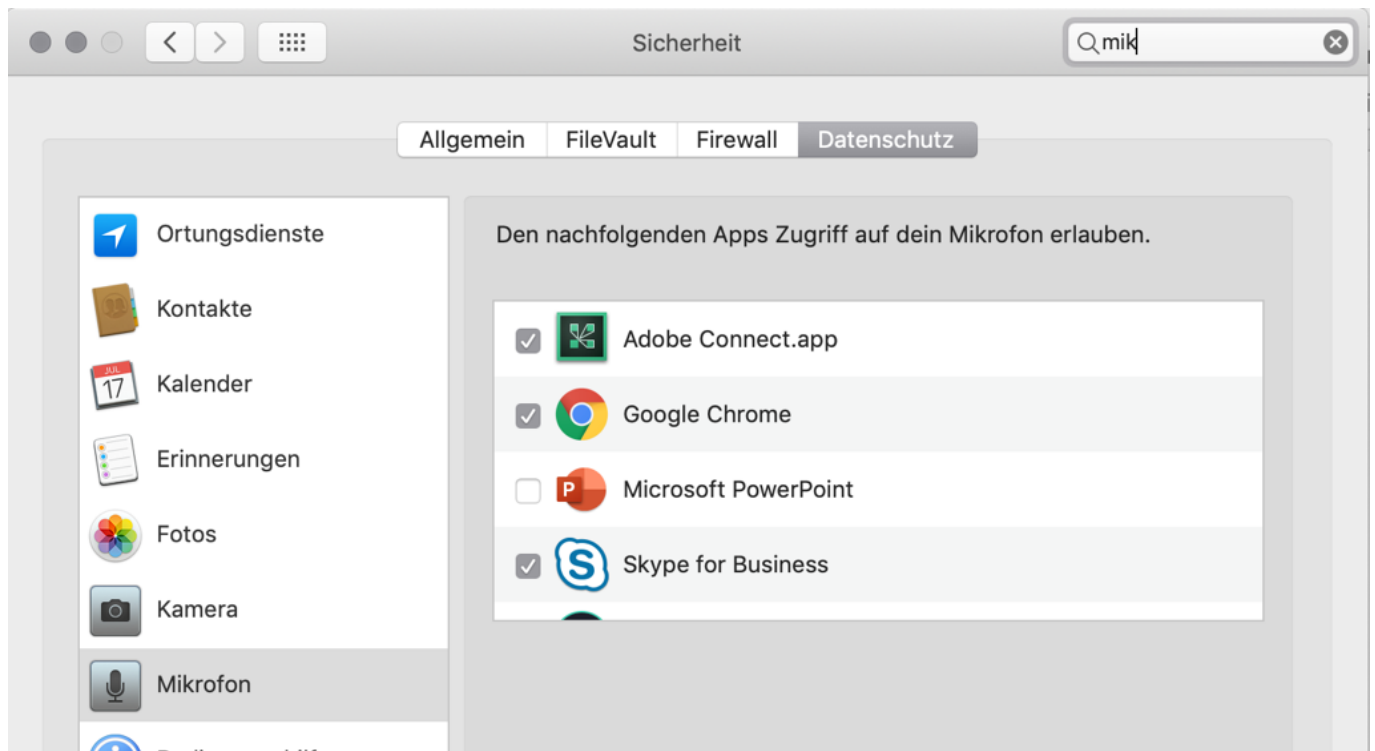 Sicherheit
mik
Allgemein
FileVault
Firewall
Datenschutz
Ortungsdienste
Kontakte
JUL
17
Kalender
Erinnerungen
Fotos
Kamera
Mikrofon
Den nachfolgenden Apps Zugriff auf dein Mikrofon erlauben.
Adobe Connect.app
Google Chrome
P
Microsoft PowerPoint
S
Skype for Business